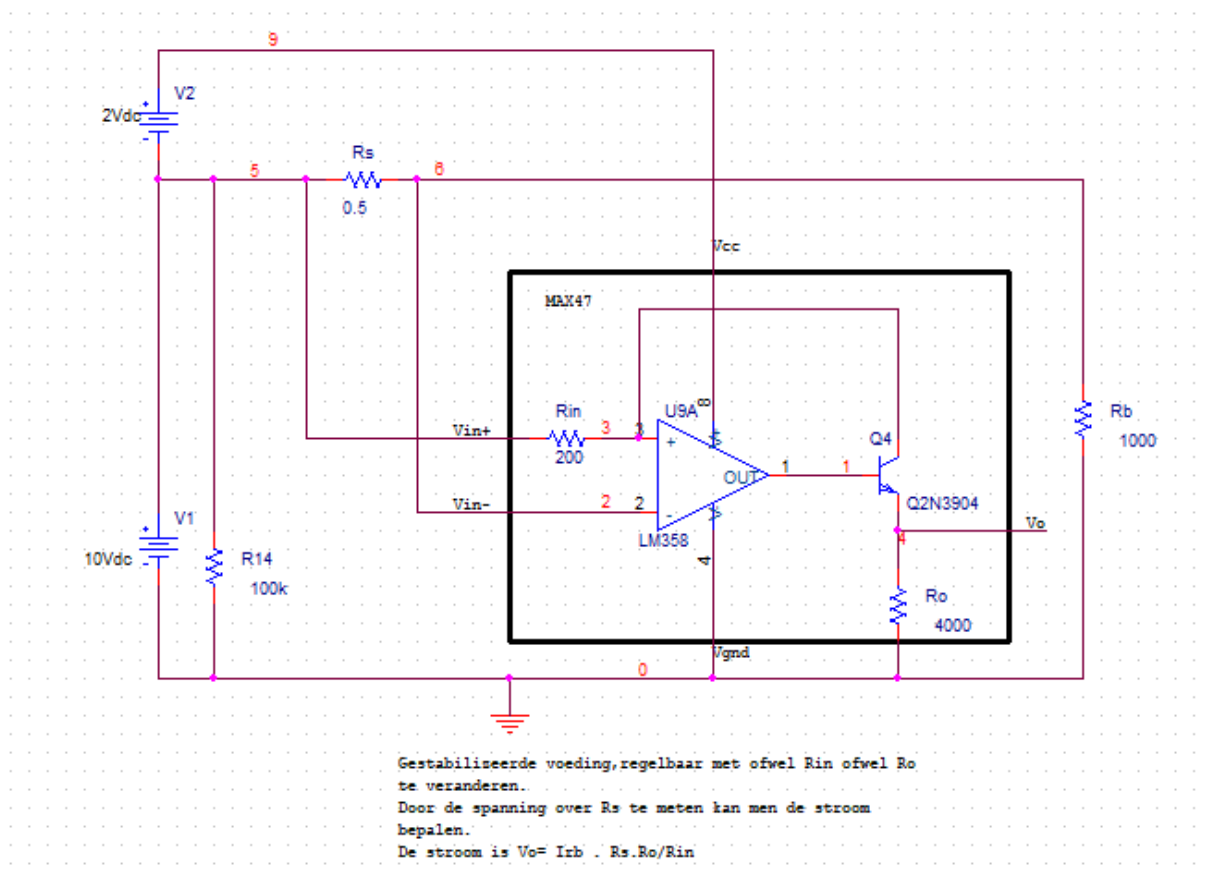 9
V2
2Vdc
5
Rs
6
0.5
Vcc
MAX47
Rin
U9A
8
Rb
1000
Vin+
3
3
+
200
Q4
OUT
1
1
Vin-
2
2
-
Q2N3904
LM358
Vo
4
V1
10Vdc
R14
100k
4
Ro
4000
Vgnd
0
Gestabiliseerde voeding,regelbaar met ofwel Rin ofwel Ro
te veranderen.
Door de spanning over Rs te meten kan men de stroom
bepalen.
De stroom is Vo= Irb . Rs.Ro/Rin